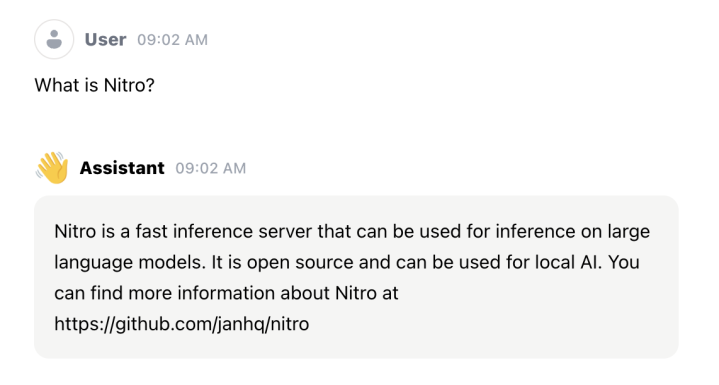 User 09:02 AM
What is Nitro?
Assistant 09:02 AM
Nitro is a fast inference server that can be used for inference on large
language models. It is open source and can be used for local AI. You
can find more information about Nitro at
https://github.com/janhq/nitro